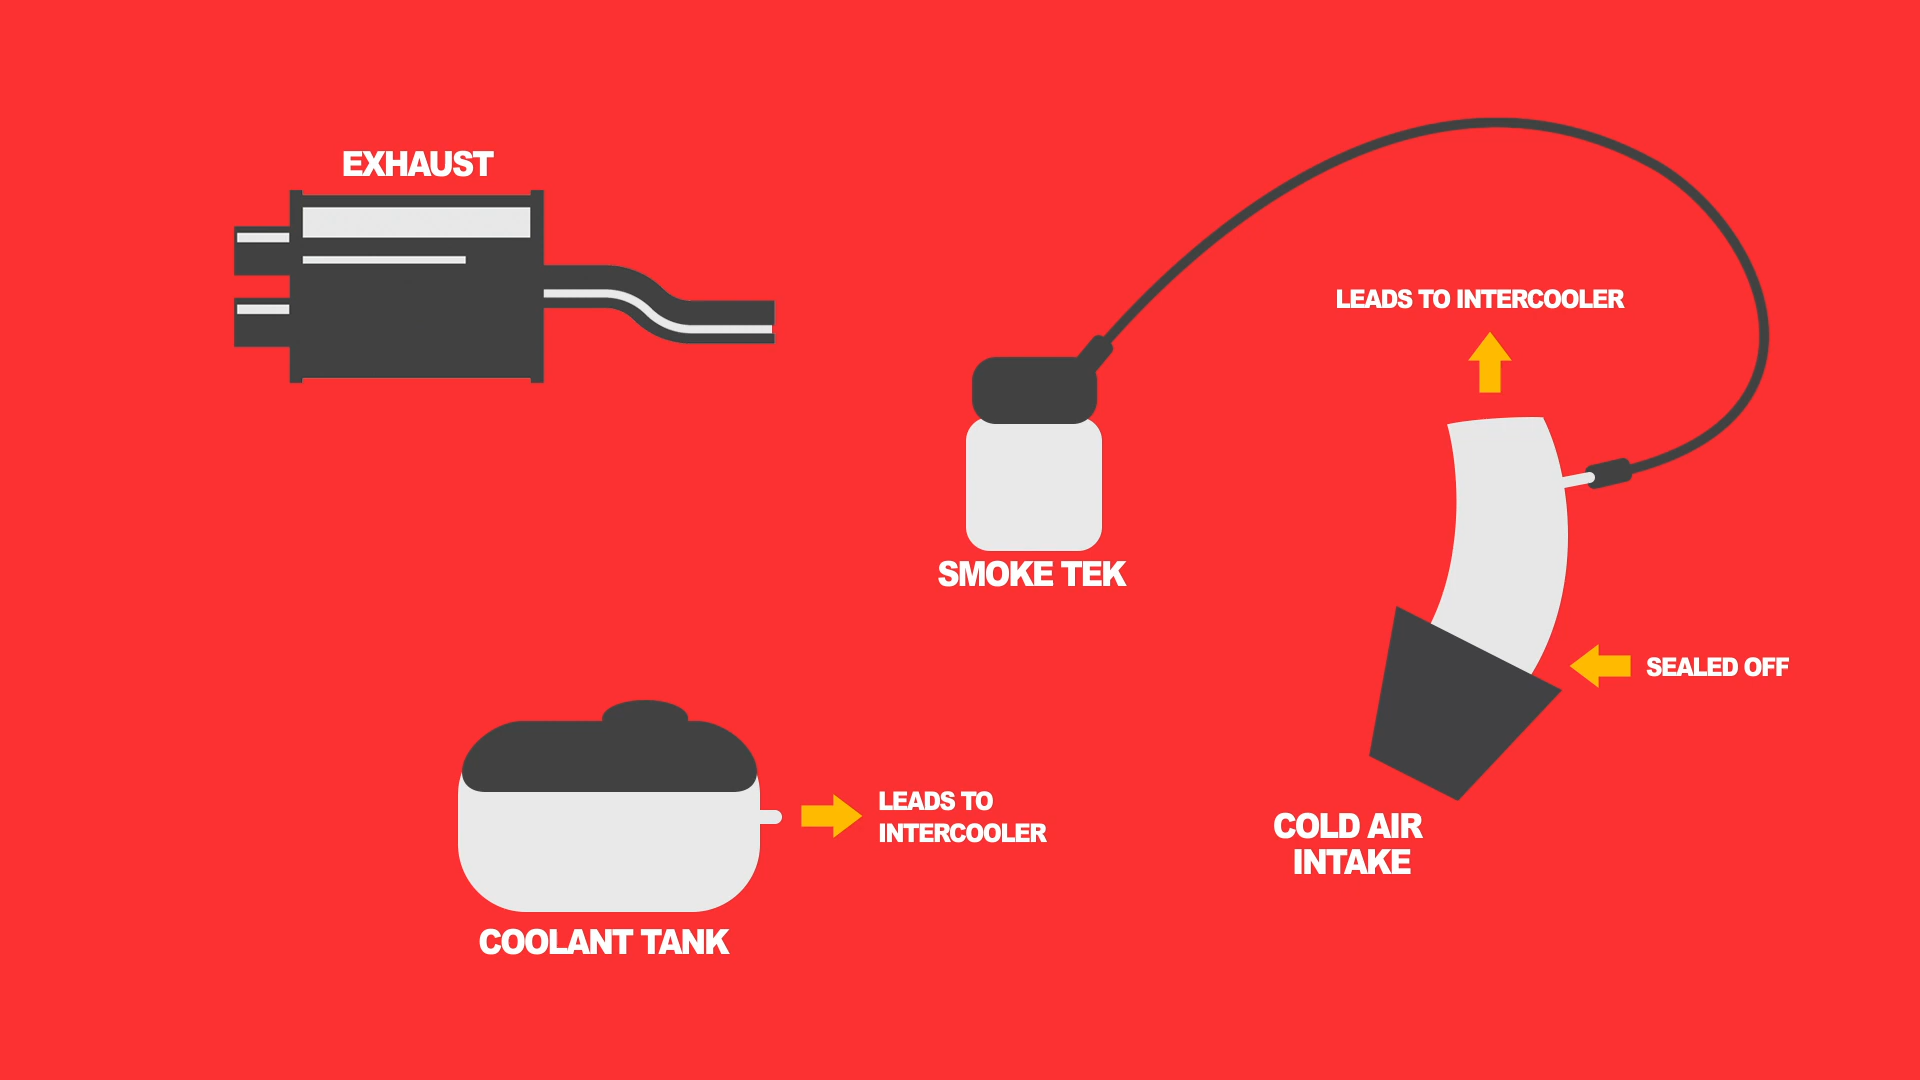 EXHAUST
LEADS TO INTERCOOLER
SMOKE TEK
SEALED OFF
LEADS TO
INTERCOOLER
COLD AIR
INTAKE
COOLANT TANK